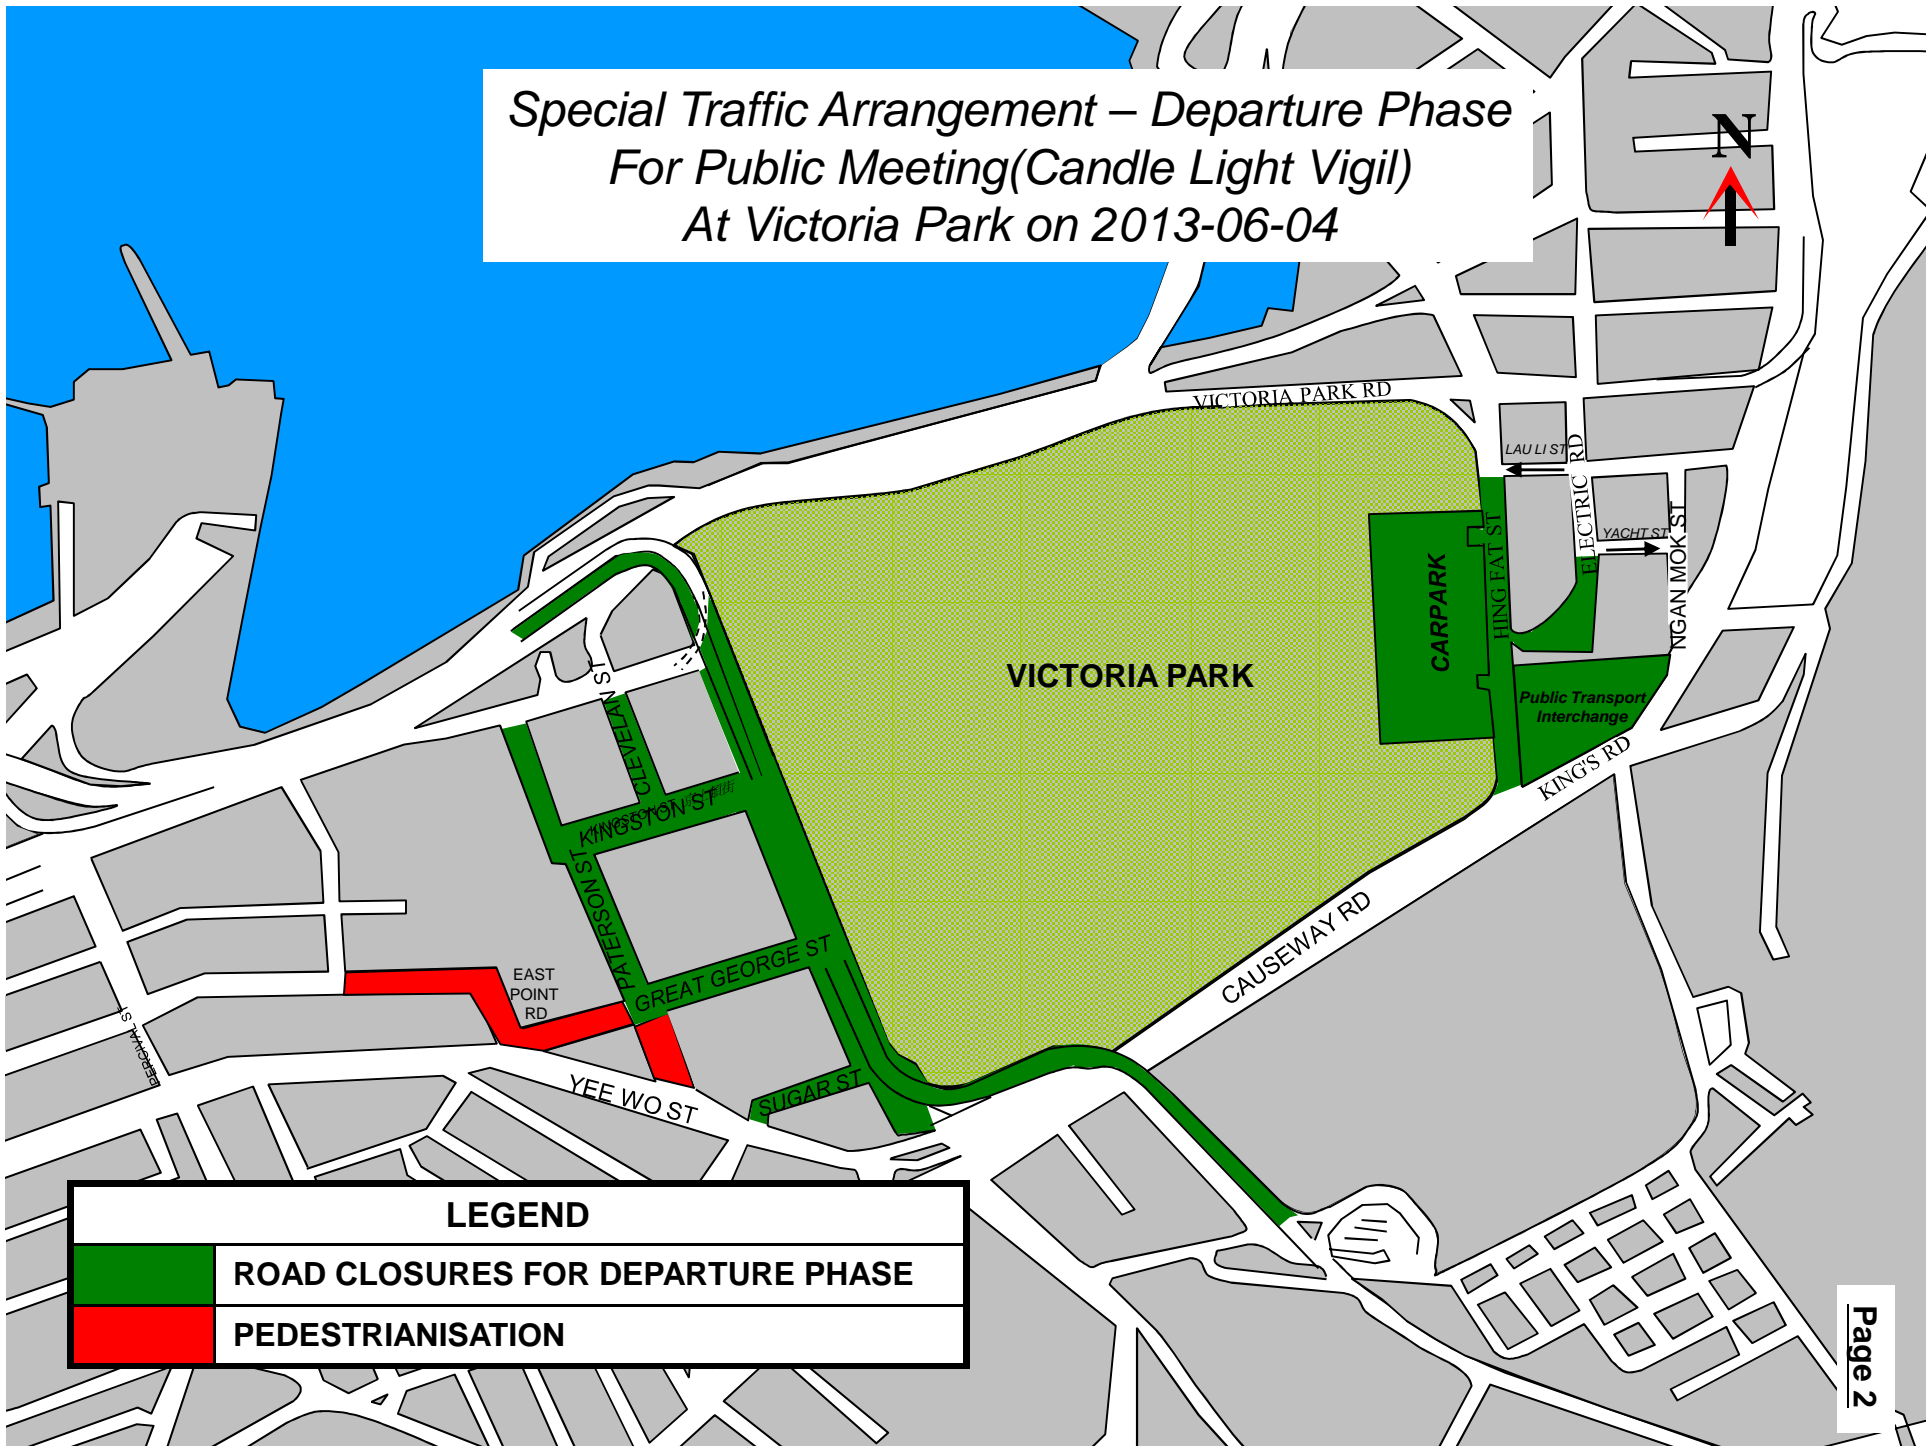 Special Traffic Arrangement – Departure Phase
For Public Meeting(Candle Light Vigil)
At Victoria Park on 2013-06-04
N
VICTORIA PARK RD
LAU LI ST
ELECTRIC RD
YACHT ST
NGAN MOK ST
HING FAT ST
CARPARK
VICTORIA PARK
Public Transport
Interchange
KING'S RD
CLEVELAN ST
KINGSTON ST
KINGSTON ST
PATERSON ST
GREAT GEORGE ST
EAST
POINT
RD
CAUSEWAY RD
PERCIVAL ST
YEE WO ST
SUGAR ST
LEGEND
ROAD CLOSURES FOR DEPARTURE PHASE
PEDESTRIANISATION
Page 2